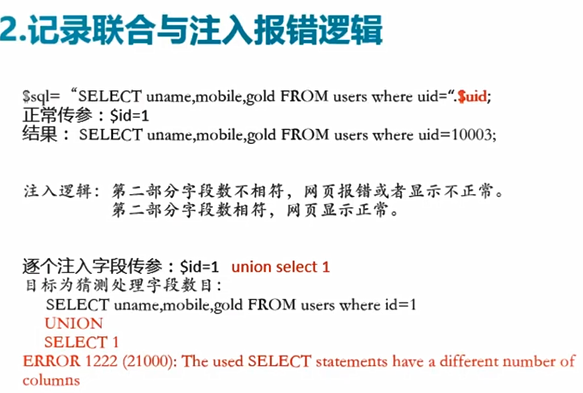 2.记录联合与注入报错逻辑
$sql= “SELECT uname,mobile,gold FROM users where uid=“.$uid;
正常传参：$id=1
结果： SELECT uname,mobile,gold FROM users where uid=10003;
注入逻辑： 第二部分字段数不相符，网页报错或者显示不正常。
第二部分字段数相符，网页显示正常。
逐个注入字段传参：$id=1 union select 1
目标为猜测处理字段数目：
SELECT uname,mobile,gold FROM users where id=1
UNION
SELECT 1
ERROR 1222 (21000): The used SELECT statements have a different number of
columns